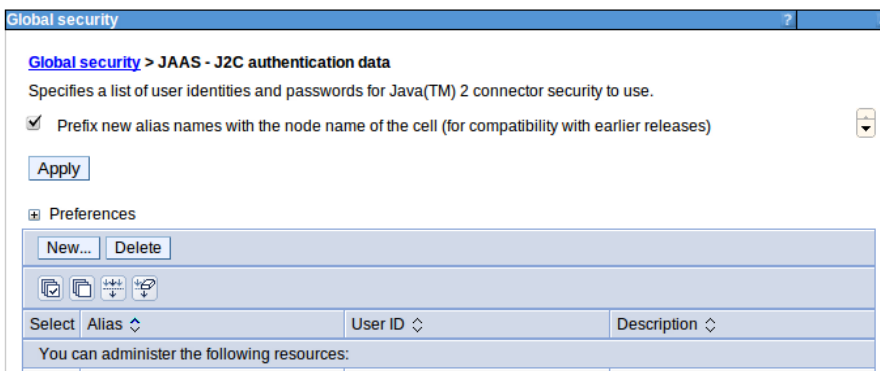 Global security ?
Global security > JAAS - J2C authentication data
Specifies a list of user identities and passwords for Java(TM) 2 connector security to use.
Prefix new alias names with the node name of the cell (for compatibility with earlier releases)
Apply
Preferences
New... Delete
Select Alias User ID Description
You can administer the following resources: